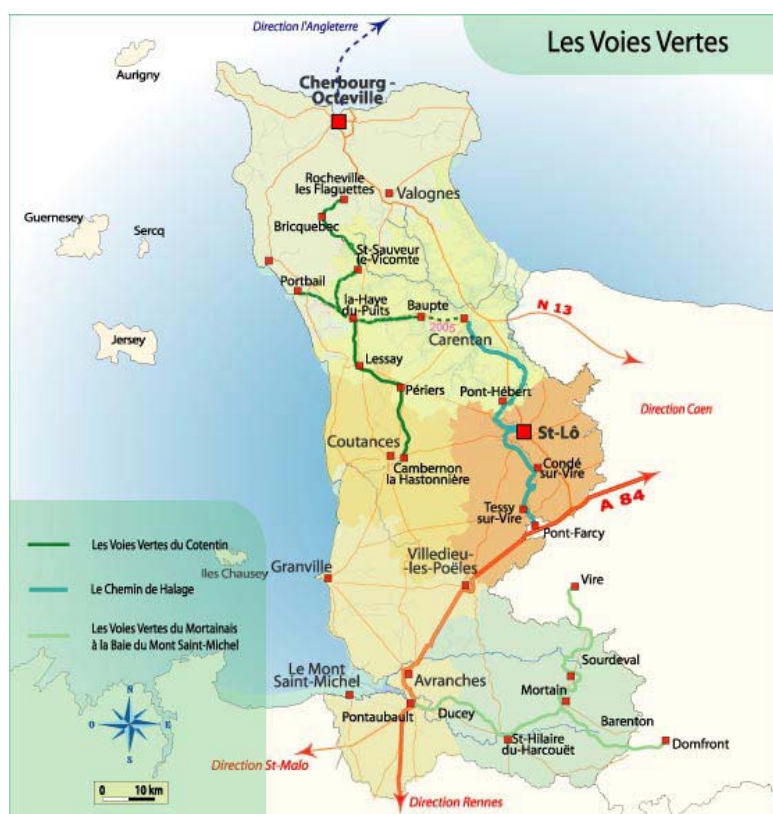 Direction l'Angleterre
Les Voies Vertes
Aurigny
Cherbourg -
Octeville
Rocheville
les Flaguettes
Valognes
Bricquebec
Guernesey
Sercq
St-Sauveur
le-Vicomte
Portbail
la-Haye
du-Puits
Baupte
2005
Carentan
N 13
Jersey
Lessay
Périers
Pont-Hébert
Direction Caen
St-Lô
Coutances
Cambernon
la Hastonnière
Condé
sur-Vire
Tessy
sur-Vire
A 84
Pont-Farcy
Les Voies Vertes du Cotentin
Granville
Iles Chausey
Villedieu-
les-Poëles
Vire
Le Chemin de Halage
Les Voies Vertes du Mortainais
à la Baie du Mont Saint-Michel
Le Mont
Saint-Michel
Avranches
Sourdeval
Mortain
Pontaubault
Ducey
Barenton
St-Hilaire
du-Harcouët
Domfront
N
O
E
S
Direction St-Malo
0 10 km
Direction Rennes